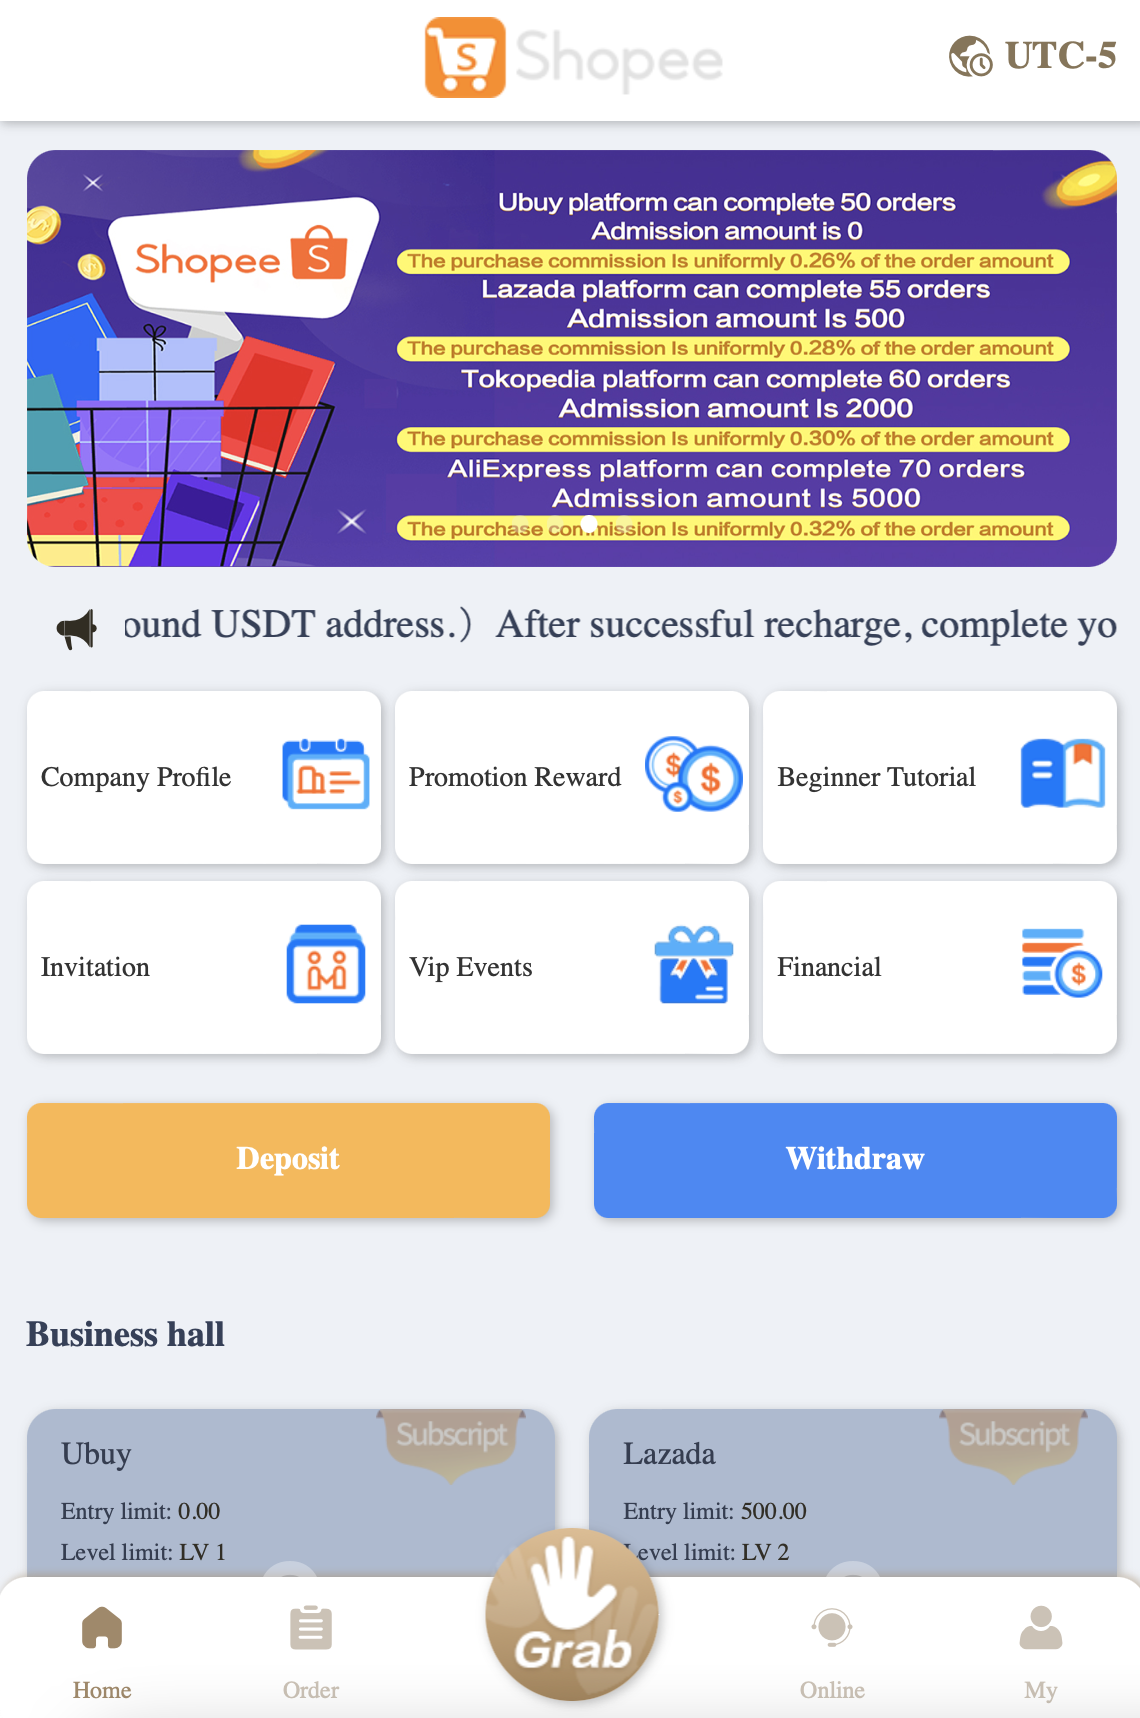 Shopee
UTC-5
Shopee
Ubuy platform can complete 50 orders
Admission amount is 0
The purchase commission Is uniformly 0.26% of the order amount
Lazada platform can complete 55 orders
Admission amount Is 500
The purchase commission Is uniformly 0.28% of the order amount
Tokopedia platform can complete 60 orders
Admission amount Is 2000
The purchase commission Is uniformly 0.30% of the order amount
AliExpress platform can complete 70 orders
Admission amount Is 5000
The purchase commission Is uniformly 0.32% of the order amount
ound USDT address.）After successful recharge, complete yo
Company Profile
Promotion Reward
Beginner Tutorial
Invitation
Vip Events
Financial
Deposit
Withdraw
Business hall
Subscript
Ubuy
Entry limit: 0.00
Level limit: LV 1
Subscript
Lazada
Entry limit: 500.00
Level limit: LV 2
Grab
Home
Order
Online
My